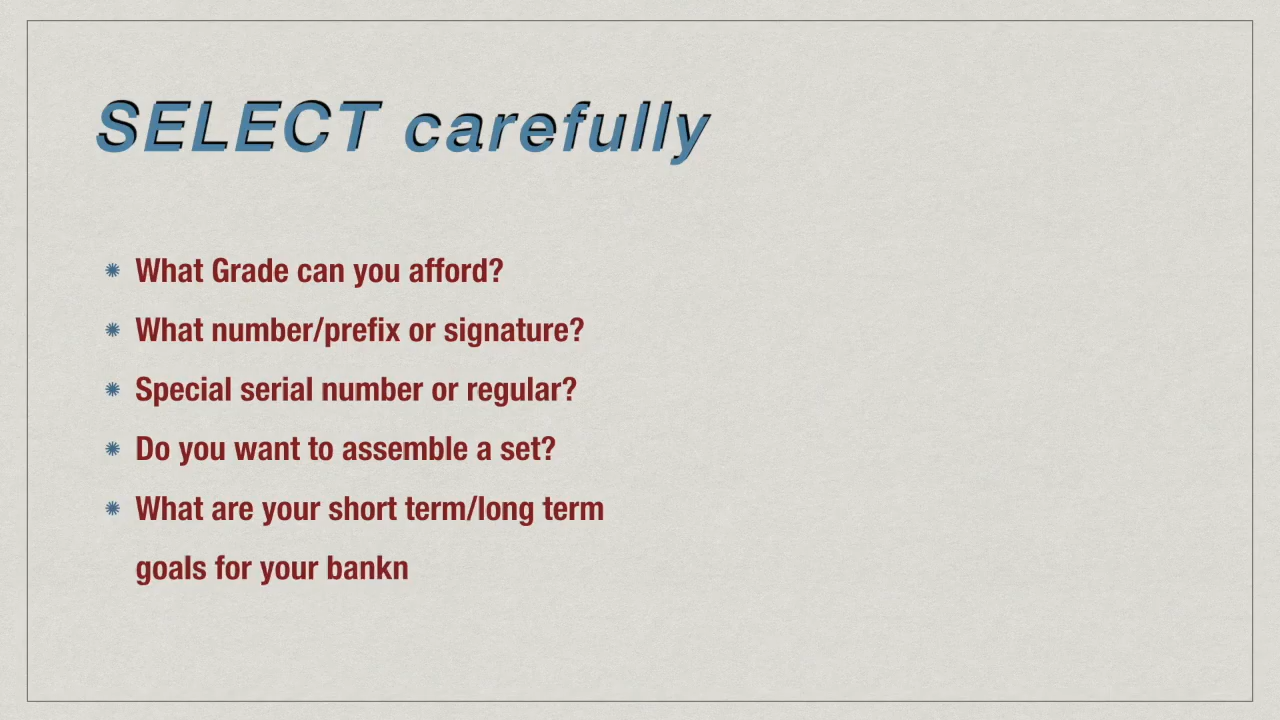 SELECT carefully
What Grade can you afford?
What number/prefix or signature?
Special serial number or regular?
Do you want to assemble a set?
What are your short term/long term
goals for your bankn